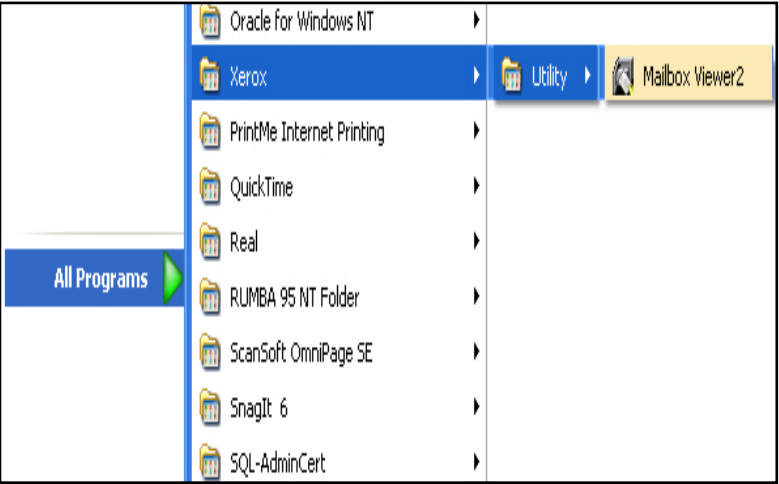 Oracle for Windows NT
Xerox
Utility
Mailbox Viewer2
PrintMe Internet Printing
QuickTime
Real
All Programs
RUMBA 95 NT Folder
ScanSoft OmniPage SE
SnagIt 6
SQL-AdminCert